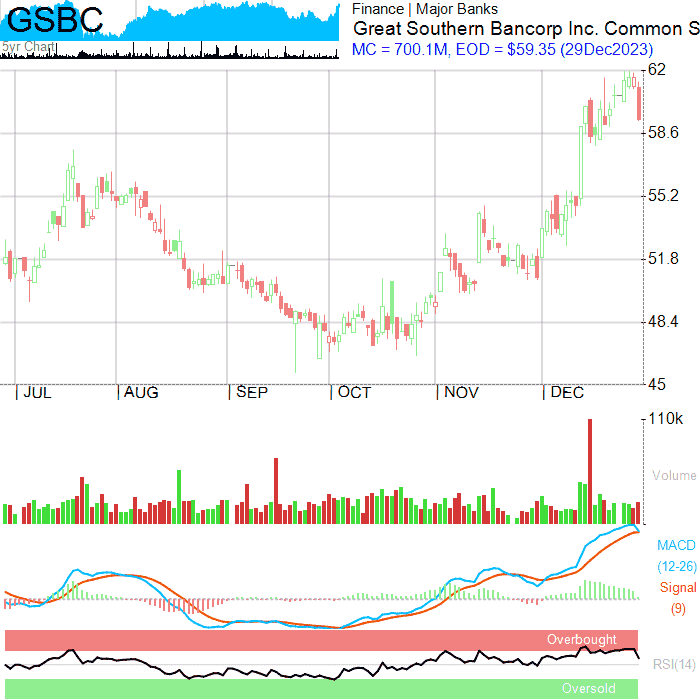 GSBC
5yr Chart
Finance | Major Banks
Great Southern Bancorp Inc. Common S
MC = 700.1M, EOD = $59.35 (29Dec2023)
62
58.6
55.2
51.8
48.4
45
JUL AUG SEP OCT NOV DEC
110k
Volume
MACD
(12-26)
Signal
(9)
Overbought
RSI(14)
Oversold